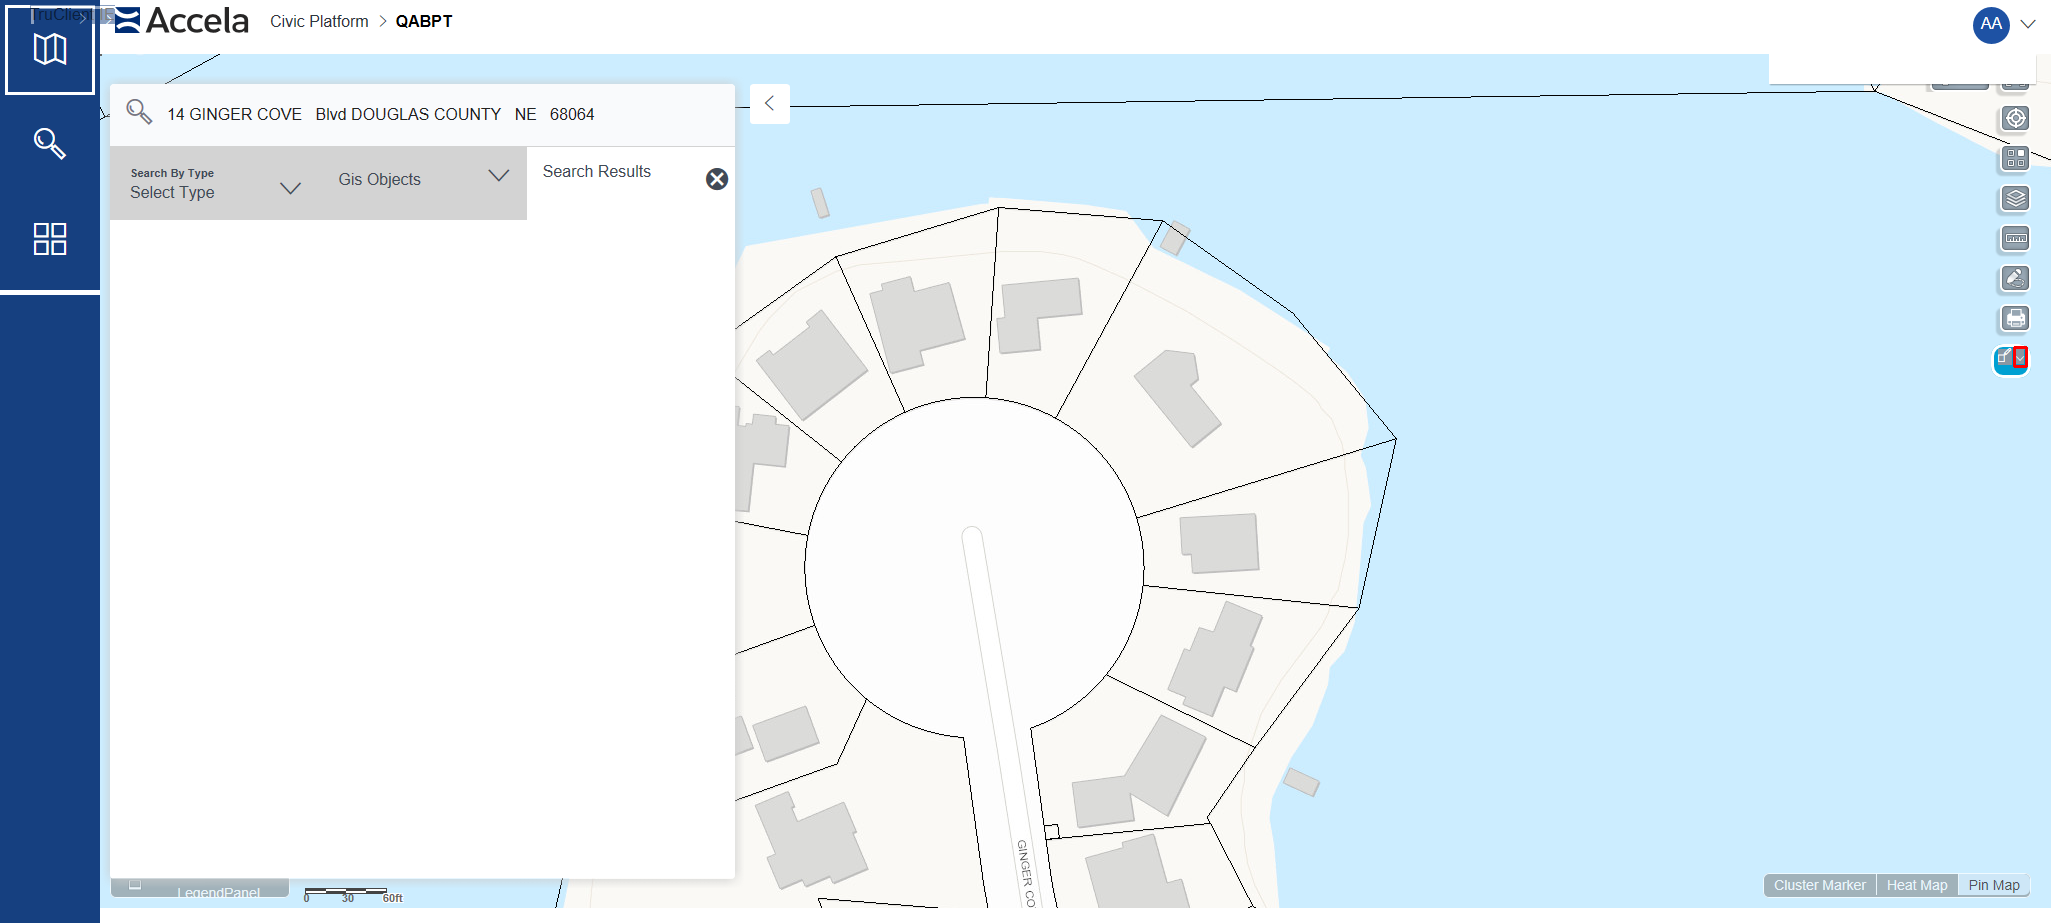 TruClient
Accela
Civic Platform > QABPT
AA
14 GINGER COVE Blvd DOUGLAS COUNTY NE 68064
Search By Type
Select Type
Gis Objects
Search Results
GINGER CO
LegendPanel
0 30 60ft
Cluster Marker
Heat Map
Pin Map